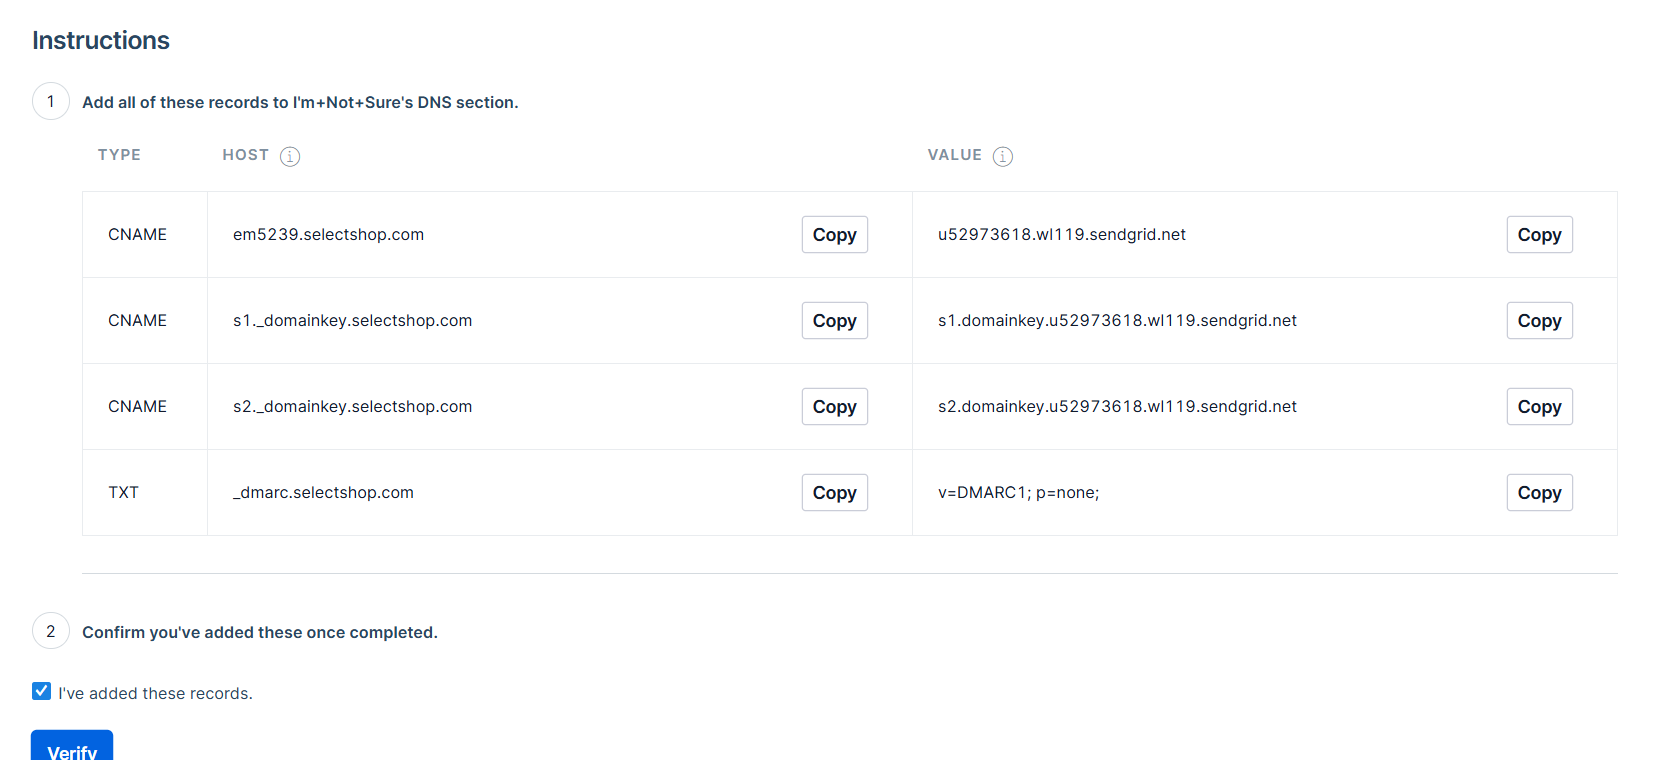 Instructions
1 Add all of these records to I'm+Not+Sure's DNS section.
TYPE HOST VALUE
CNAME em5239.selectshop.com Copy u52973618.wl119.sendgrid.net Copy
CNAME s1._domainkey.selectshop.com Copy s1.domainkey.u52973618.wl119.sendgrid.net Copy
CNAME s2._domainkey.selectshop.com Copy s2.domainkey.u52973618.wl119.sendgrid.net Copy
TXT _dmarc.selectshop.com Copy v=DMARC1; p=none; Copy
2 Confirm you've added these once completed.
I've added these records.
Verify